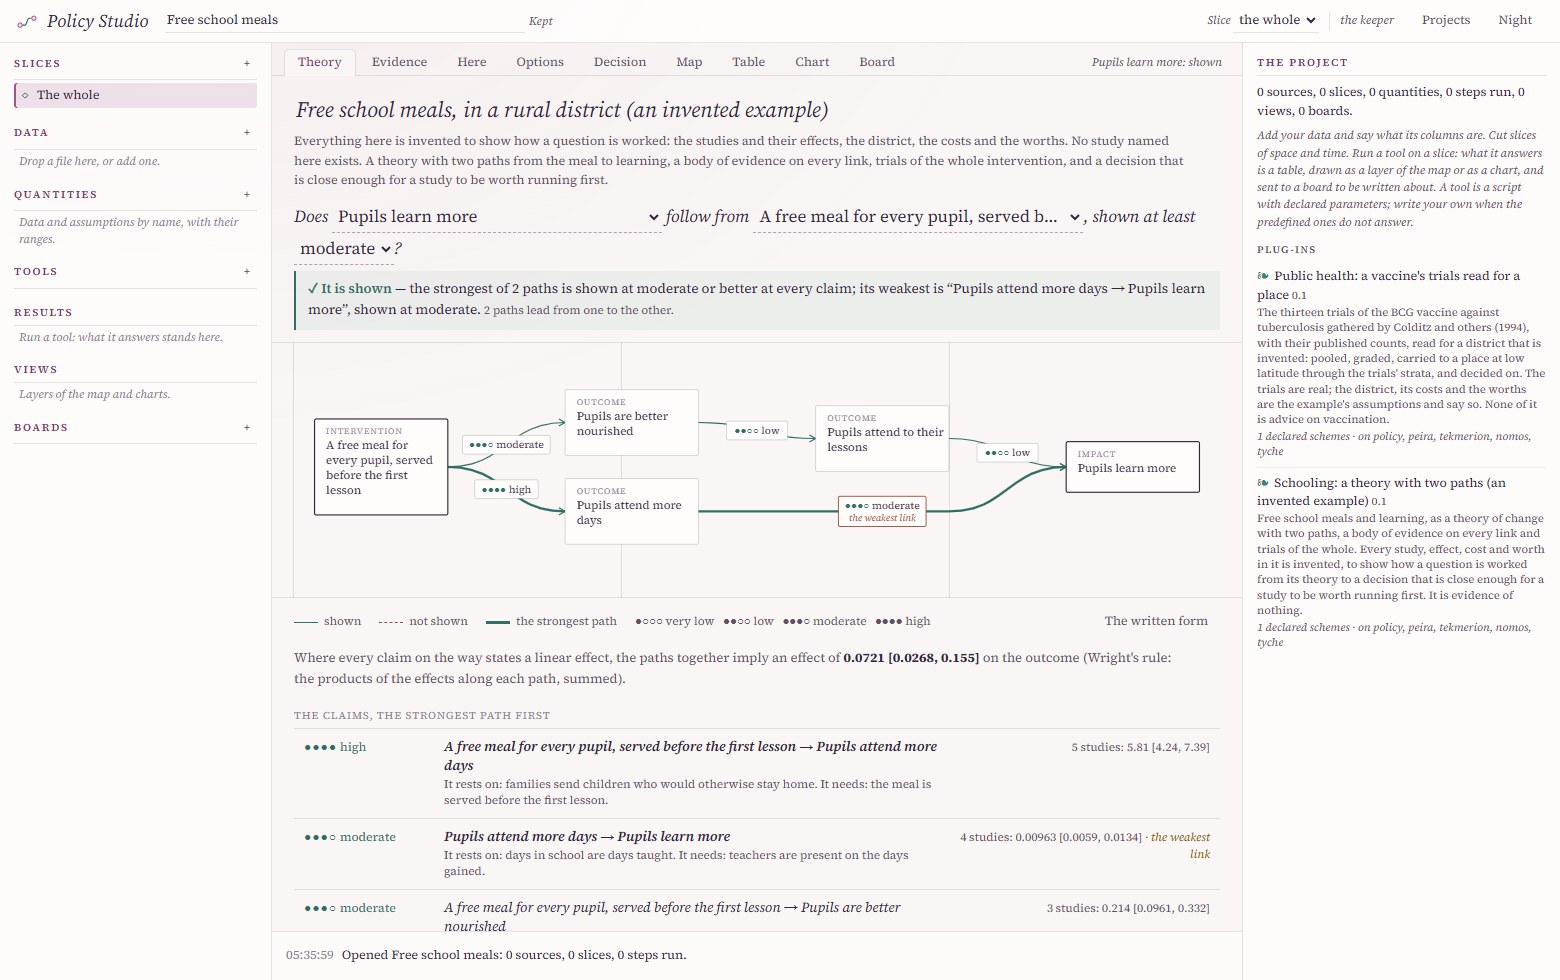 Policy Studio
Free school meals
Kept
Slice the whole
the keeper
Projects
Night
SLICES +
◇ The whole
DATA +
Drop a file here, or add one.
QUANTITIES +
Data and assumptions by name, with their
ranges.
TOOLS +
RESULTS
Run a tool: what it answers stands here.
VIEWS
Layers of the map and charts.
BOARDS +
Theory
Evidence
Here
Options
Decision
Map
Table
Chart
Board
Pupils learn more: shown
Free school meals, in a rural district (an invented example)
Everything here is invented to show how a question is worked: the studies and their effects, the district, the costs and the worths. No study named
here exists. A theory with two paths from the meal to learning, a body of evidence on every link, trials of the whole intervention, and a decision that
is close enough for a study to be worth running first.
Does Pupils learn more follow from A free meal for every pupil, served b... , shown at least
moderate ?
✓ It is shown — the strongest of 2 paths is shown at moderate or better at every claim; its weakest is “Pupils attend more days → Pupils learn
more”, shown at moderate. 2 paths lead from one to the other.
INTERVENTION
A free meal for
every pupil, served
before the first
lesson
●●●○ moderate
●●●● high
OUTCOME
Pupils are better
nourished
OUTCOME
Pupils attend more
days
●●○○ low
OUTCOME
Pupils attend to their
lessons
●●●○ moderate
the weakest link
●●○○ low
IMPACT
Pupils learn more
shown
not shown
the strongest path
●○○○ very low
●●○○ low
●●●○ moderate
●●●● high
The written form
Where every claim on the way states a linear effect, the paths together imply an effect of 0.0721 [0.0268, 0.155] on the outcome (Wright's rule:
the products of the effects along each path, summed).
THE CLAIMS, THE STRONGEST PATH FIRST
●●●● high
A free meal for every pupil, served before the first lesson → Pupils attend more
days
It rests on: families send children who would otherwise stay home. It needs: the meal is
served before the first lesson.
5 studies: 5.81 [4.24, 7.39]
●●●○ moderate
Pupils attend more days → Pupils learn more
It rests on: days in school are days taught. It needs: teachers are present on the days
gained.
4 studies: 0.00963 [0.0059, 0.0134] · the weakest
link
●●●○ moderate
A free meal for every pupil, served before the first lesson → Pupils are better
nourished
3 studies: 0.214 [0.0961, 0.332]
05:35:59 Opened Free school meals: 0 sources, 0 slices, 0 steps run.
THE PROJECT
0 sources, 0 slices, 0 quantities, 0 steps run, 0
views, 0 boards.
Add your data and say what its columns are. Cut slices
of space and time. Run a tool on a slice: what it answers
is a table, drawn as a layer of the map or as a chart, and
sent to a board to be written about. A tool is a script
with declared parameters; write your own when the
predefined ones do not answer.
PLUG-INS
Public health: a vaccine's trials read for a
place 0.1
The thirteen trials of the BCG vaccine against
tuberculosis gathered by Colditz and others (1994),
with their published counts, read for a district that is
invented: pooled, graded, carried to a place at low
latitude through the trials' strata, and decided on. The
trials are real; the district, its costs and the worths
are the example's assumptions and say so. None of it
is advice on vaccination.
1 declared schemes · on policy, peira, tekmerion, nomos,
tyche
Schooling: a theory with two paths (an
invented example) 0.1
Free school meals and learning, as a theory of change
with two paths, a body of evidence on every link and
trials of the whole. Every study, effect, cost and worth
in it is invented, to show how a question is worked
from its theory to a decision that is close enough for a
study to be worth running first. It is evidence of
nothing.
1 declared schemes · on policy, peira, tekmerion, nomos,
tyche